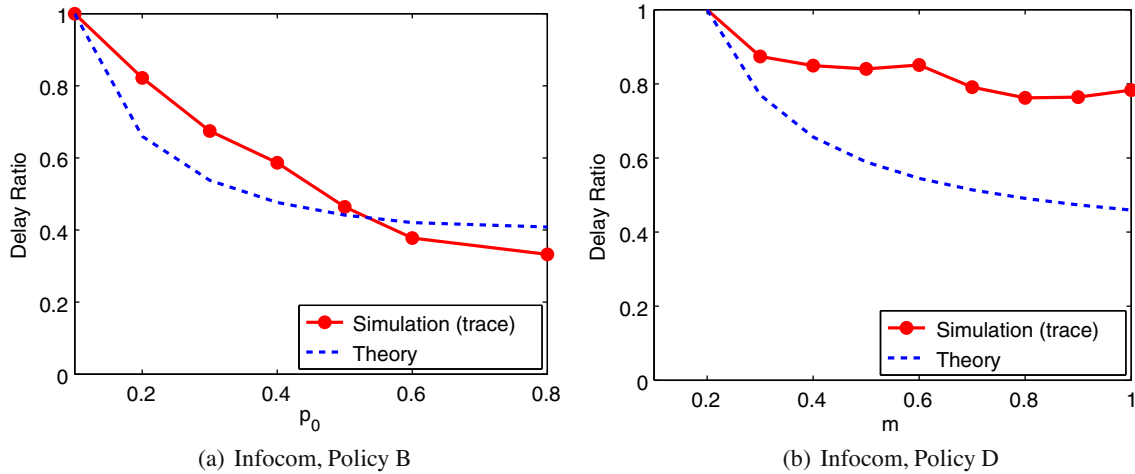 1
0.8
0.6
0.4
0.2
0
Delay Ratio
0.2
0.4
0.6
0.8
p0
Simulation (trace)
Theory
(a) Infocom, Policy B
1
0.8
0.6
0.4
0.2
0
Delay Ratio
0.2
0.4
0.6
0.8
1
m
Simulation (trace)
Theory
(b) Infocom, Policy D